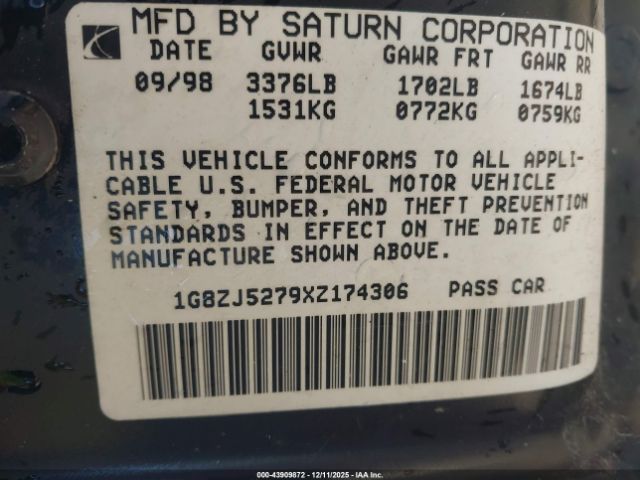 MFD BY SATURN CORPORATION
DATE GVWR GAWR FRT GAWR RR
09/98 3376LB 1702LB 1674LB
1531KG 0772KG 0759KG
THIS VEHICLE CONFORMS TO ALL APPLI-
CABLE U.S. FEDERAL MOTOR VEHICLE
SAFETY, BUMPER, AND THEFT PREVENTION
STANDARDS IN EFFECT ON THE DATE OF
MANUFACTURE SHOWN ABOVE.
1G8ZJ5279XZ174306 PASS CAR
000-43909872 - 12/11/2025 - IAAI, Inc.